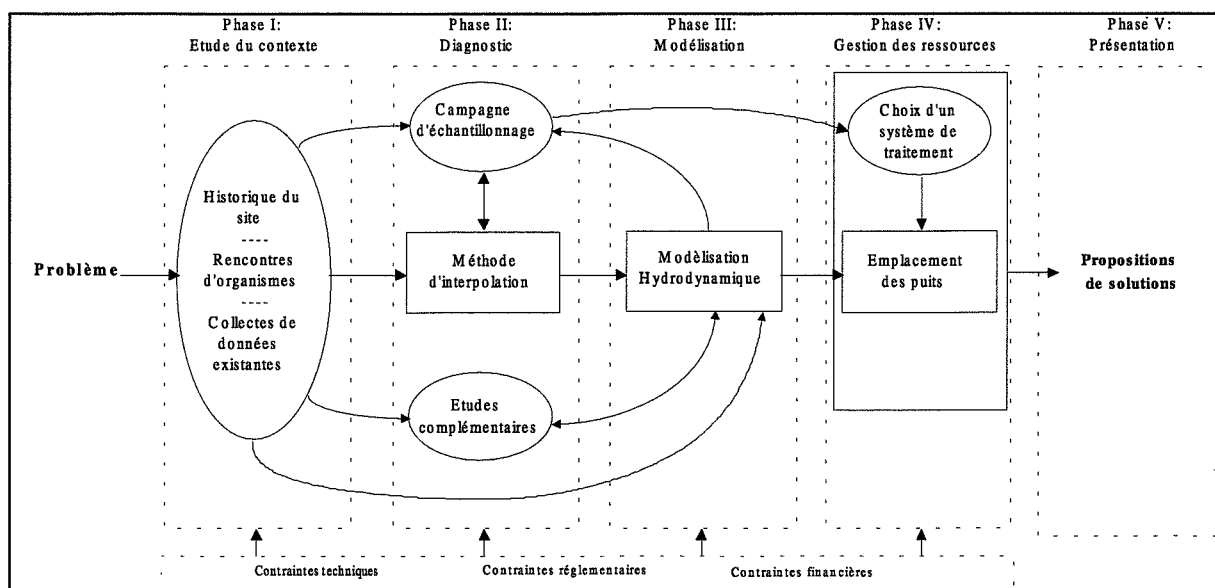 Phase I:
Etude du contexte
Phase II:
Diagnostic
Phase III:
Modélisation
Phase IV:
Gestion des ressources
Phase V:
Présentation
Problème
Historique du
site
----
Rencontres
d'organismes
----
Collectes de
données
existantes
Campagne
d'échantillonnage
Méthode
d'interpolation
Etudes
complémentaires
Modèlisation
Hydrodynamique
Choix d'un
système de
traitement
Emplacement
des puits
Propositions
de solutions
Contraintes techniques
Contraintes réglementaires
Contraintes financières